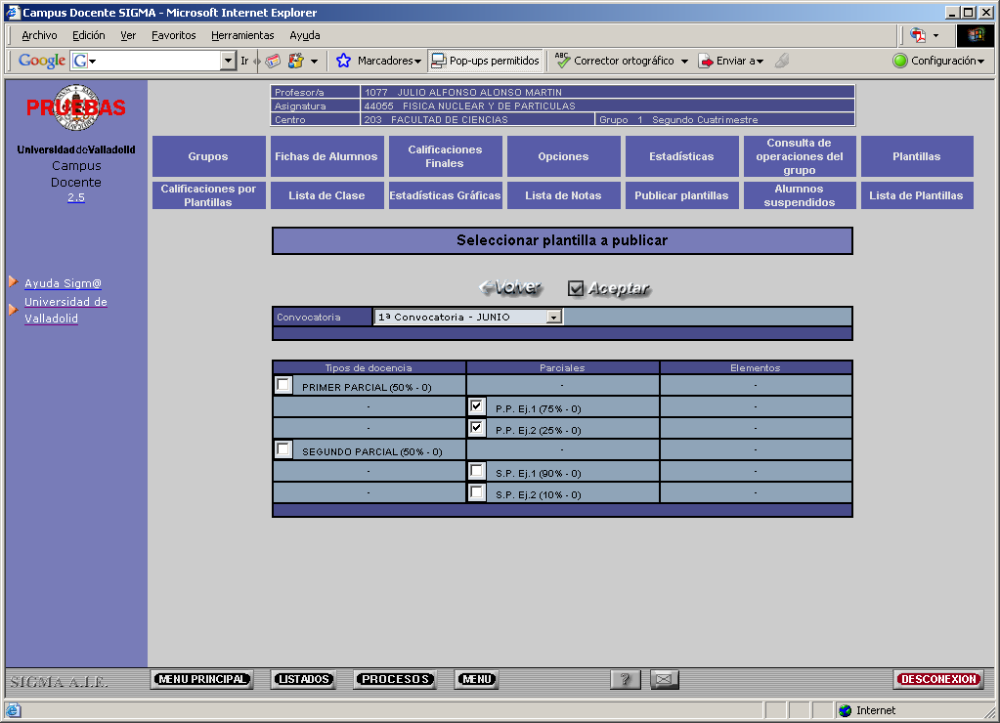 Campus Docente SIGMA - Microsoft Internet Explorer
Archivo Edición Ver Favoritos Herramientas Ayuda
Google G Ir Marcadores Pop-ups permitidos ABC Corrector ortográfico Enviar a Configuración
PRUEBAS
Universidad de Valladolid
Campus
Docente
2.5
Ayuda Sigm@
Universidad de
Valladolid
Profesor/a 1077 JULIO ALFONSO ALONSO MARTIN
Asignatura 44055 FISICA NUCLEAR Y DE PARTICULAS
Centro 203 FACULTAD DE CIENCIAS Grupo 1 Segundo Cuatrimestre
Grupos Fichas de Alumnos Calificaciones Finales Opciones Estadísticas Consulta de operaciones del grupo Plantillas
Calificaciones por Plantillas Lista de Clase Estadísticas Gráficas Lista de Notas Publicar plantillas Alumnos suspendidos Lista de Plantillas
Seleccionar plantilla a publicar
Volver Aceptar
Convocatoria 1ª Convocatoria - JUNIO
Tipos de docencia Parciales Elementos
PRIMER PARCIAL (50% - 0) - -
- P.P. Ej.1 (75% - 0) -
- P.P. Ej.2 (25% - 0) -
SEGUNDO PARCIAL (50% - 0) - -
- S.P. Ej.1 (90% - 0) -
- S.P. Ej.2 (10% - 0) -
SIGMA A.I.E. MENU PRINCIPAL LISTADOS PROCESOS MENU ? DESCONEXION
Internet